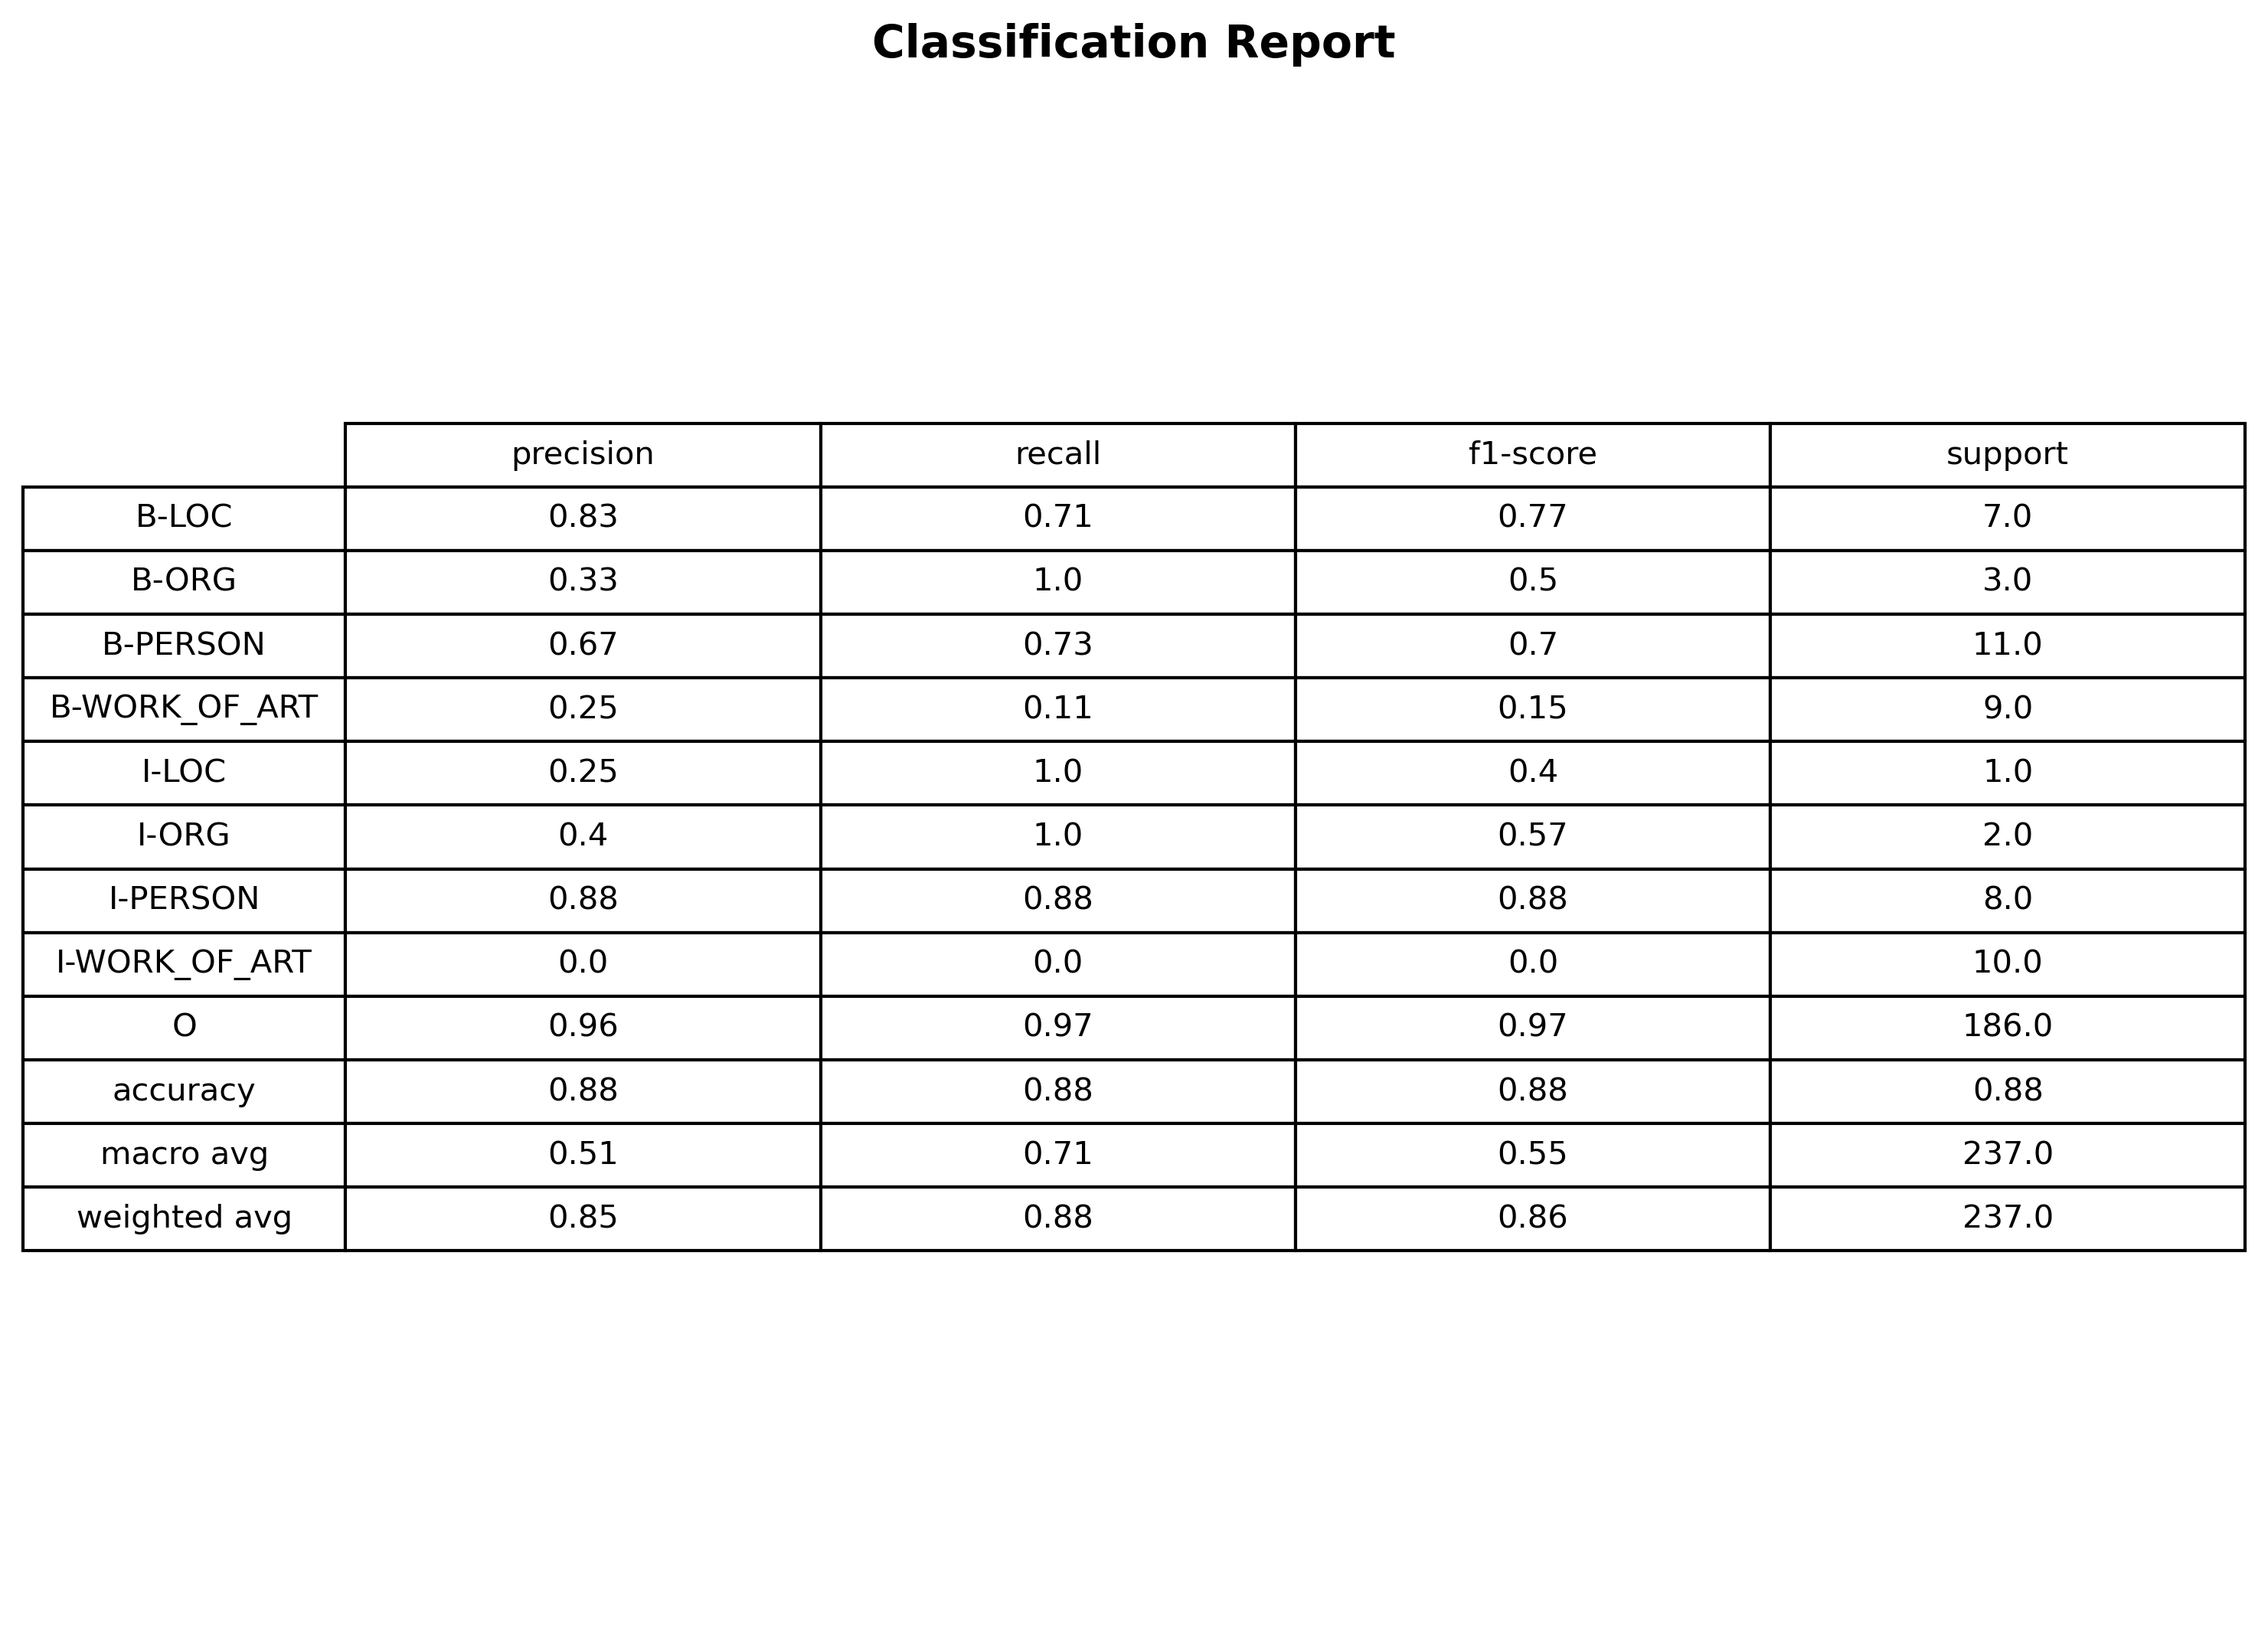 Classification Report
precision recall f1-score support
B-LOC 0.83 0.71 0.77 7.0
B-ORG 0.33 1.0 0.5 3.0
B-PERSON 0.67 0.73 0.7 11.0
B-WORK_OF_ART 0.25 0.11 0.15 9.0
I-LOC 0.25 1.0 0.4 1.0
I-ORG 0.4 1.0 0.57 2.0
I-PERSON 0.88 0.88 0.88 8.0
I-WORK_OF_ART 0.0 0.0 0.0 10.0
O 0.96 0.97 0.97 186.0
accuracy 0.88 0.88 0.88 0.88
macro avg 0.51 0.71 0.55 237.0
weighted avg 0.85 0.88 0.86 237.0